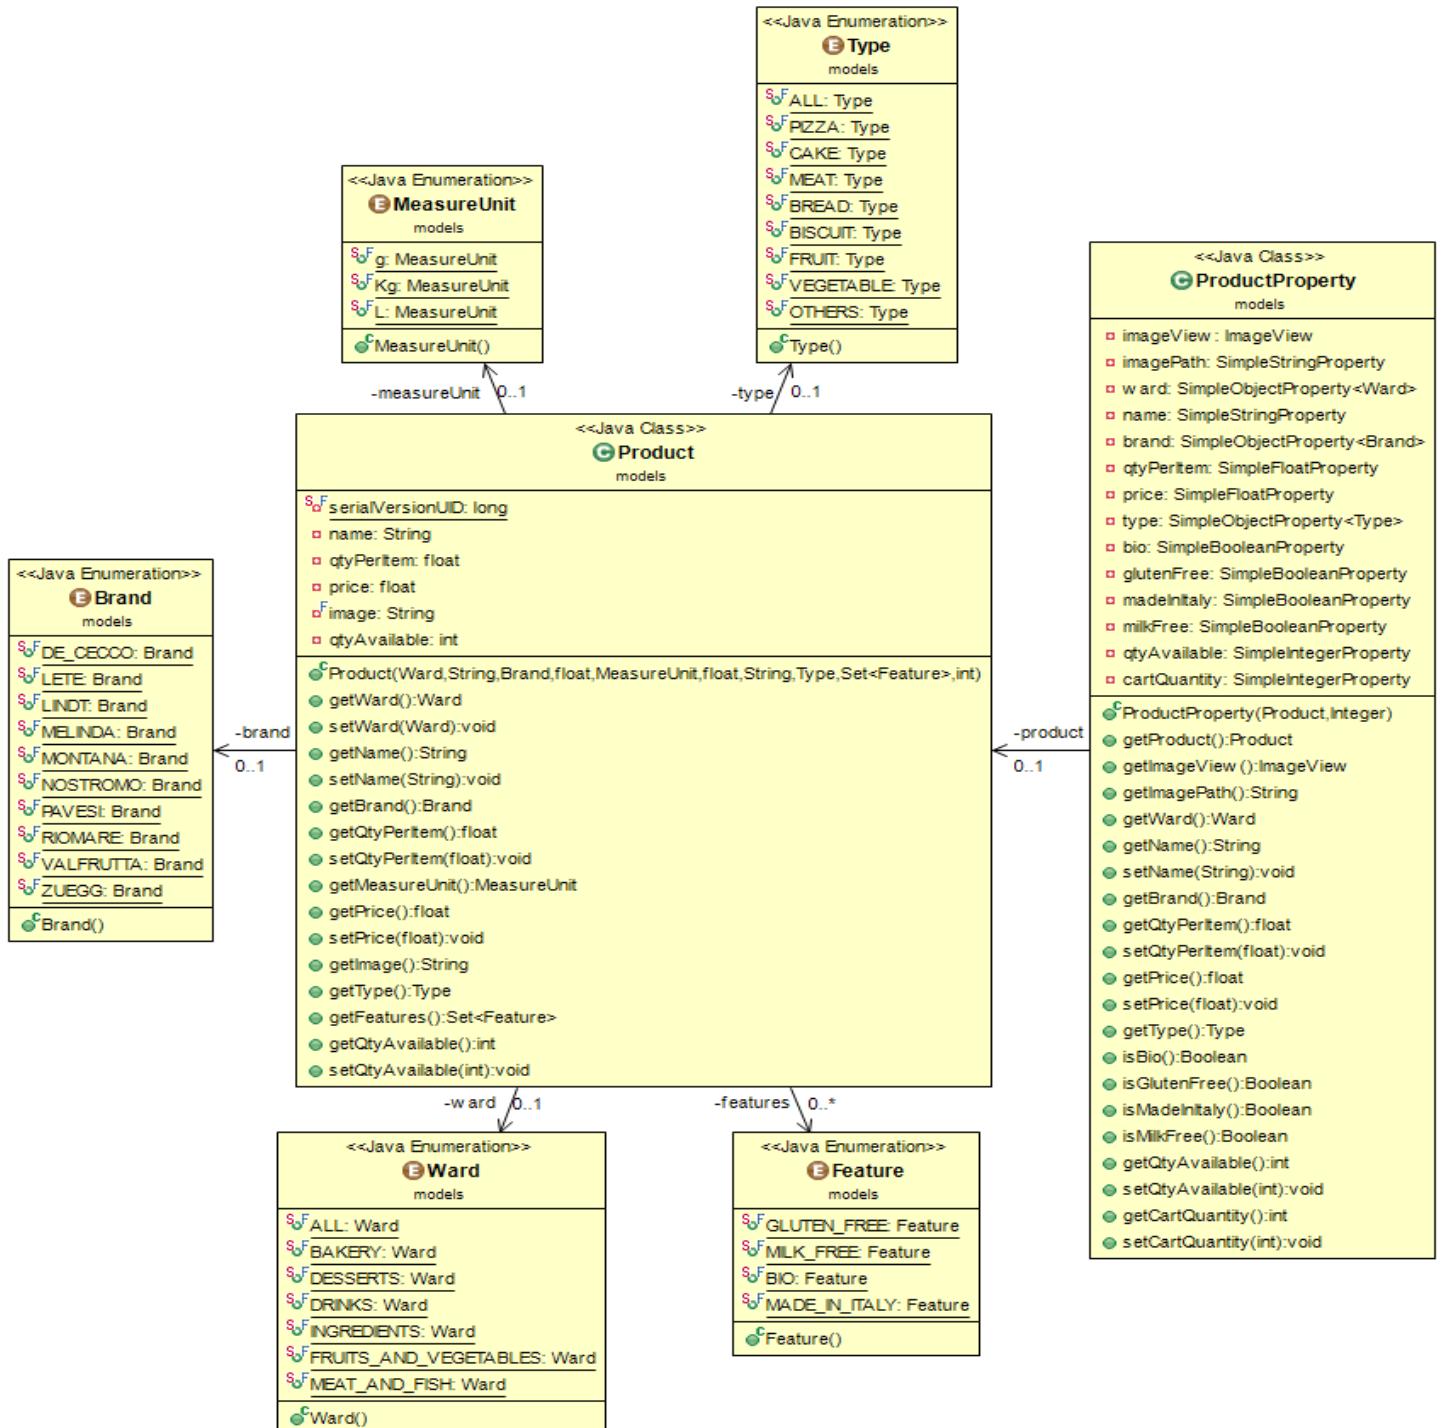 <<Java Enumeration>>
Type
models
ALL: Type
PIZZA: Type
CAKE: Type
MEAT: Type
BREAD: Type
BISCUIT: Type
FRUIT: Type
VEGETABLE: Type
OTHERS: Type
Type()
<<Java Enumeration>>
MeasureUnit
models
g: MeasureUnit
Kg: MeasureUnit
L: MeasureUnit
MeasureUnit()
-measureUnit 0..1
-type 0..1
<<Java Class>>
Product
models
serialVersionUID: long
name: String
qtyPerItem: float
price: float
image: String
qtyAvailable: int
Product(Ward,String,Brand,float,MeasureUnit,float,String,Type,Set<Feature>,int)
getWard():Ward
setWard(Ward):void
getName():String
setName(String):void
getBrand():Brand
getQtyPerItem():float
setQtyPerItem(float):void
getMeasureUnit():MeasureUnit
getPrice():float
setPrice(float):void
getImage():String
getType():Type
getFeatures():Set<Feature>
getQtyAvailable():int
setQtyAvailable(int):void
<<Java Enumeration>>
Brand
models
DE_CECCO: Brand
LETE: Brand
LINDT: Brand
MELINDA: Brand
MONTANA: Brand
NOSTROMO: Brand
PAVESI: Brand
RIOMARE: Brand
VALFRUTTA: Brand
ZUEGG: Brand
Brand()
-brand
0..1
<<Java Class>>
ProductProperty
models
imageView: ImageView
imagePath: SimpleStringProperty
ward: SimpleObjectProperty<Ward>
name: SimpleStringProperty
brand: SimpleObjectProperty<Brand>
qtyPerItem: SimpleFloatProperty
price: SimpleFloatProperty
type: SimpleObjectProperty<Type>
bio: SimpleBooleanProperty
glutenFree: SimpleBooleanProperty
madeInItaly: SimpleBooleanProperty
milkFree: SimpleBooleanProperty
qtyAvailable: SimpleIntegerProperty
cartQuantity: SimpleIntegerProperty
ProductProperty(Product,Integer)
getProduct():Product
getImageView():ImageView
getImagePath():String
getWard():Ward
getName():String
setName(String):void
getBrand():Brand
getQtyPerItem():float
setQtyPerItem(float):void
getPrice():float
setPrice(float):void
getType():Type
isBio():Boolean
isGlutenFree():Boolean
isMadeInItaly():Boolean
isMilkFree():Boolean
getQtyAvailable():int
setQtyAvailable(int):void
getCartQuantity():int
setCartQuantity(int):void
-product
0..1
-ward 0..1
-features 0..*
<<Java Enumeration>>
Ward
models
ALL: Ward
BAKERY: Ward
DESSERTS: Ward
DRINKS: Ward
INGREDIENTS: Ward
FRUITS_AND_VEGETABLES: Ward
MEAT_AND_FISH: Ward
Ward()
<<Java Enumeration>>
Feature
models
GLUTEN_FREE: Feature
MILK_FREE: Feature
BIO: Feature
MADE_IN_ITALY: Feature
Feature()